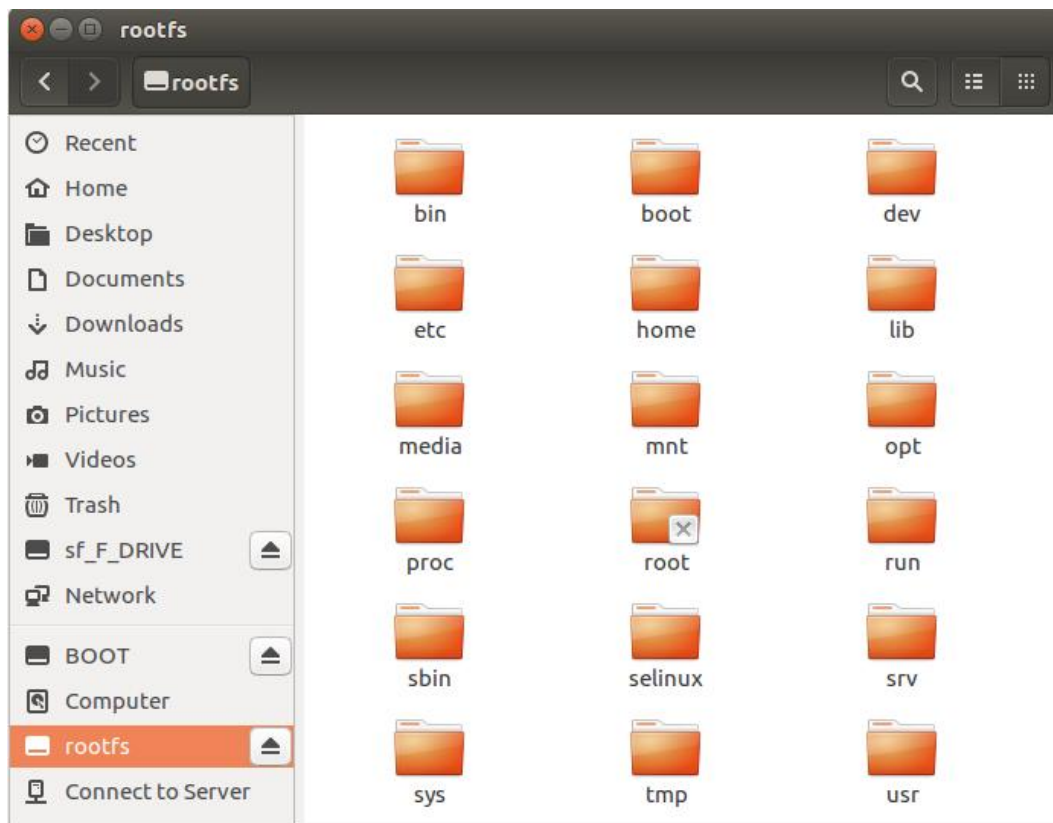 rootfs
rootfs
Recent
Home
Desktop
Documents
Downloads
Music
Pictures
Videos
Trash
sf_F_DRIVE
Network
BOOT
Computer
rootfs
Connect to Server
bin boot dev
etc home lib
media mnt opt
proc root run
sbin selinux srv
sys tmp usr